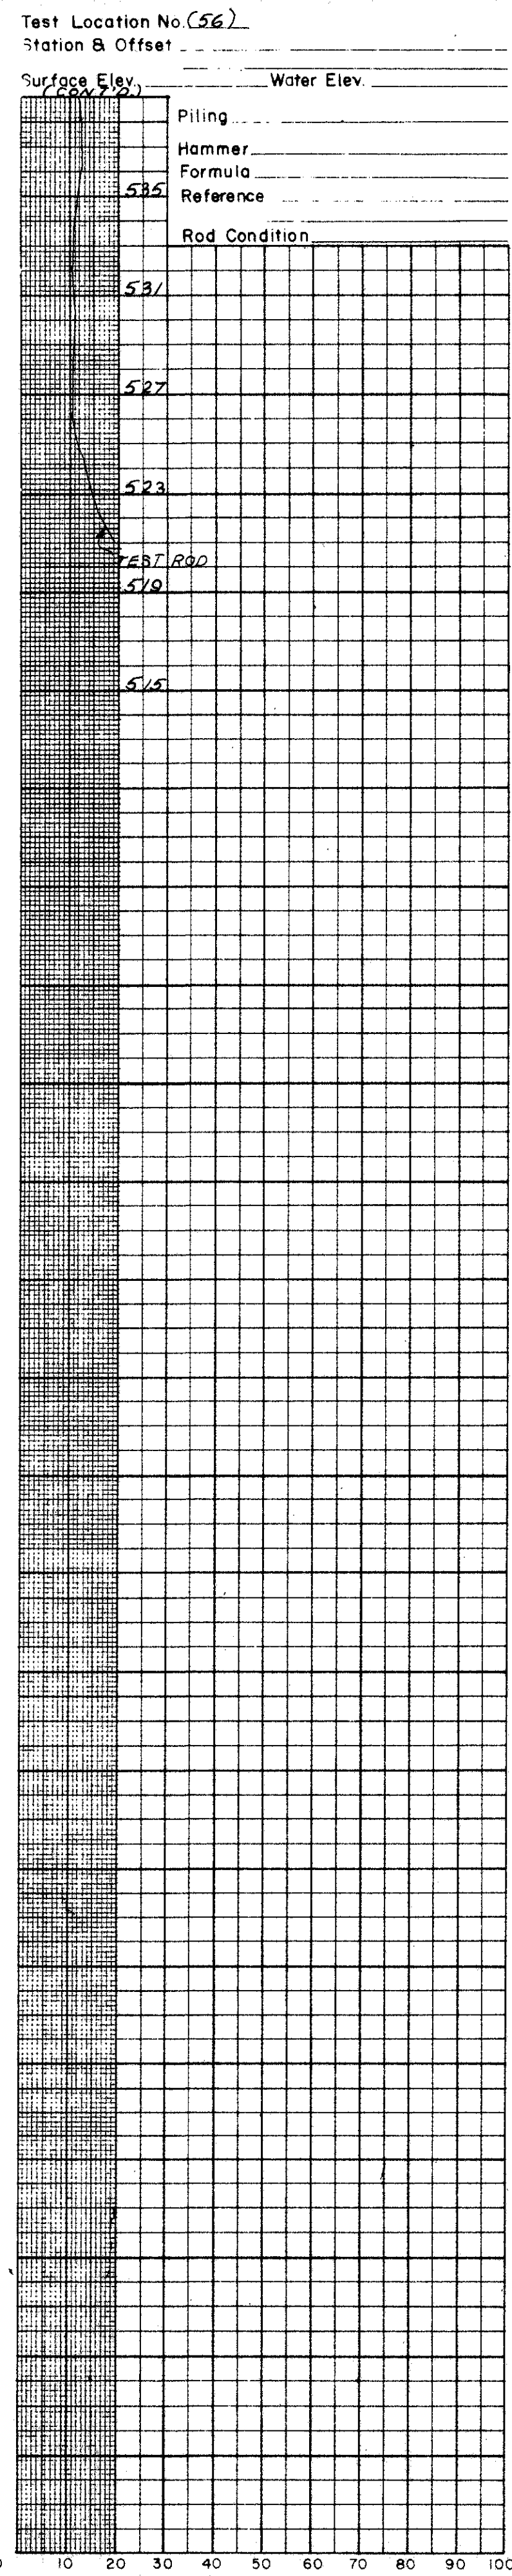 Test Location No. (56)
Station & Offset
Surface Elev. Water Elev.
(CONT'D.)
Piling
Hammer
Formula
535
Reference
Rod Condition
531
527
523
TEST ROD
519
515
0 10 20 30 40 50 60 70 80 90 100